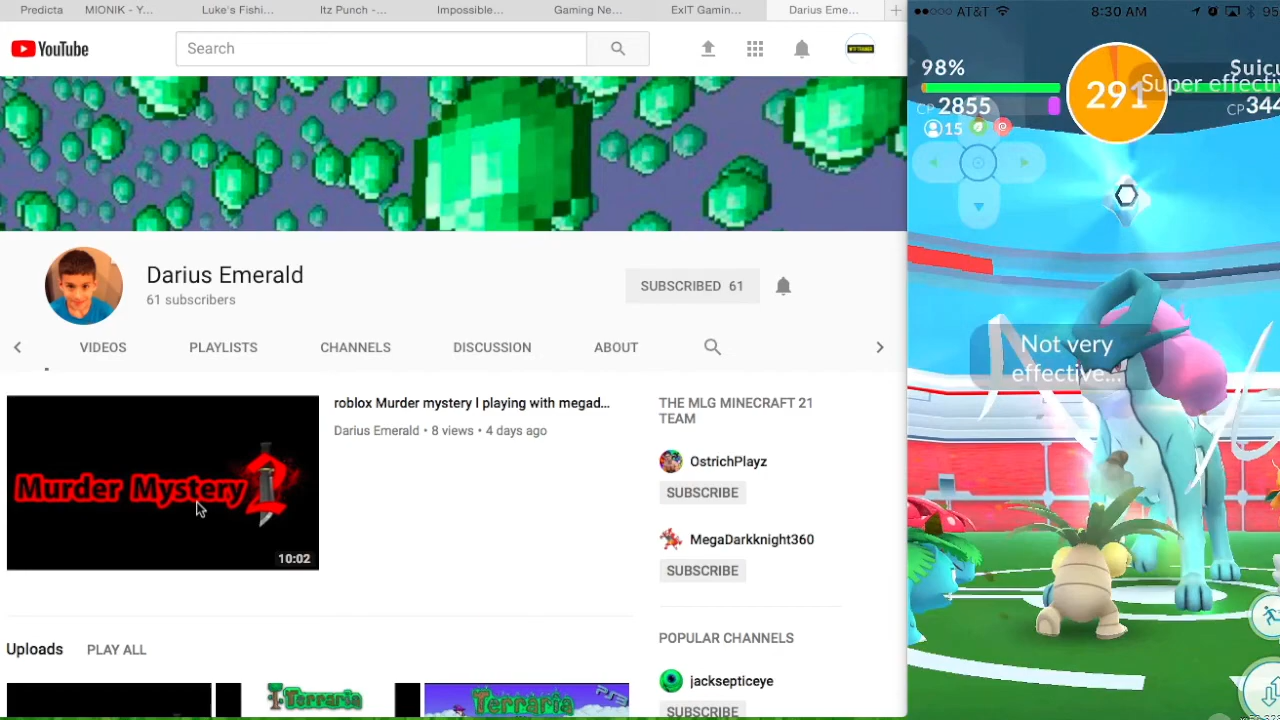 Predicta
MIONIK - Y...
Luke's Fishi...
Itz Punch -...
Impossible...
Gaming Ne...
ExIT Gamin...
Darius Eme...
YouTube
Search
Darius Emerald
61 subscribers
SUBSCRIBED 61
VIDEOS
PLAYLISTS
CHANNELS
DISCUSSION
ABOUT
Murder Mystery 2
10:02
roblox Murder mystery I playing with megad...
Darius Emerald • 8 views • 4 days ago
THE MLG MINECRAFT 21
TEAM
OstrichPlayz
SUBSCRIBE
MegaDarkknight360
SUBSCRIBE
POPULAR CHANNELS
jacksepticeye
SUBSCRIBE
Uploads
PLAY ALL
Terraria
Terraria
PS3
AT&T
8:30 AM
95
98%
CP 2855
15
291
Suicu
Super effecti
CP 344
Not very
effective...